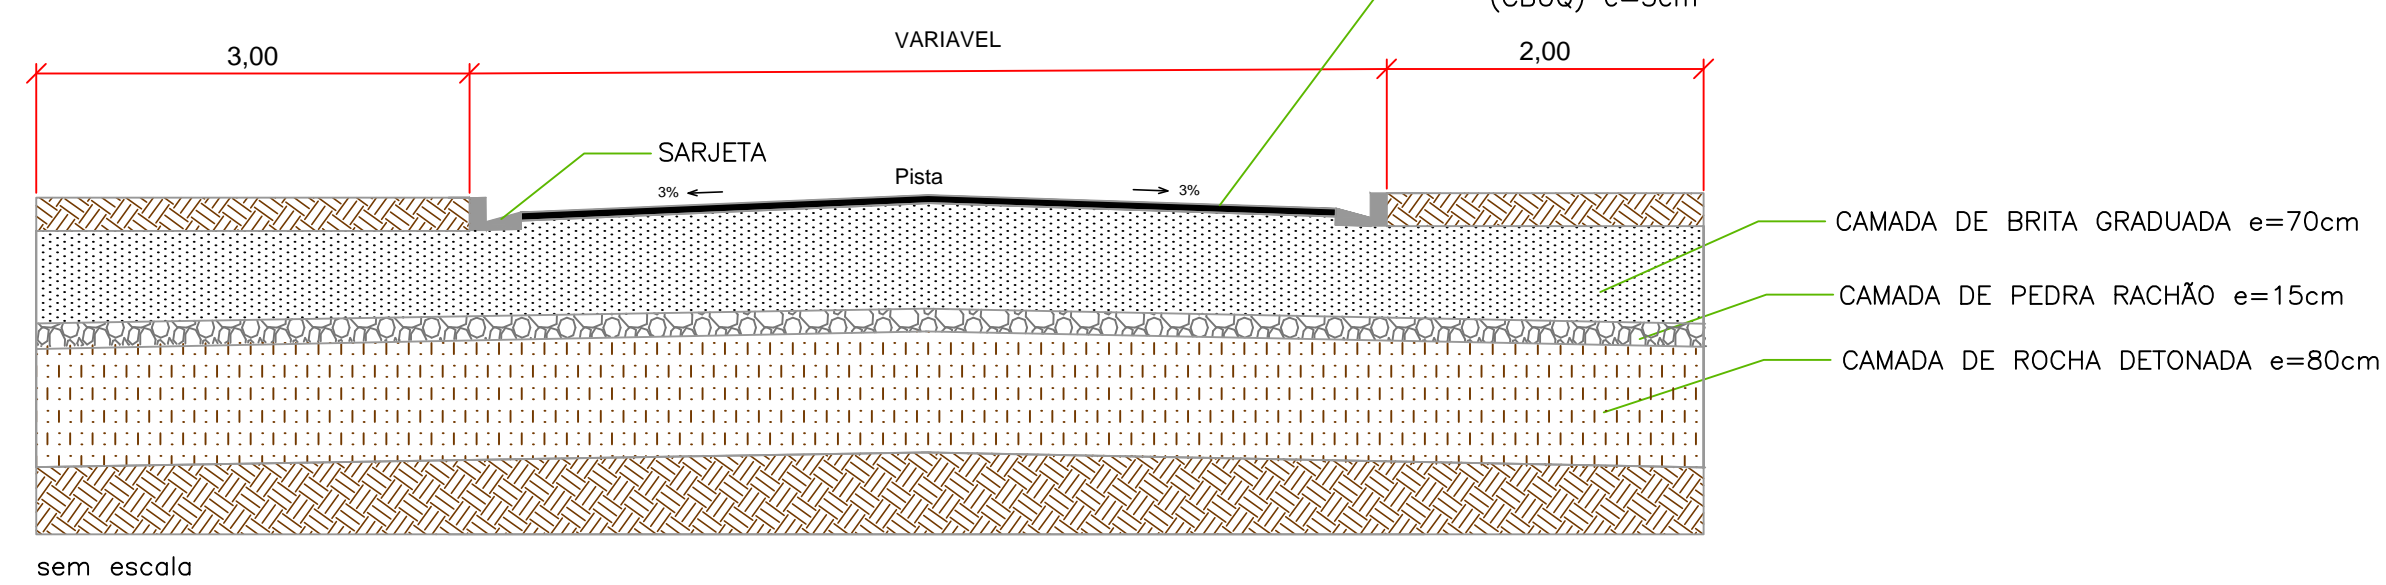 3,00
VARIAVEL
2,00
SARJETA
Pista
3%
3%
CAMADA DE BRITA GRADUADA e=70cm
CAMADA DE PEDRA RACHÃO e=15cm
CAMADA DE ROCHA DETONADA e=80cm
sem escala